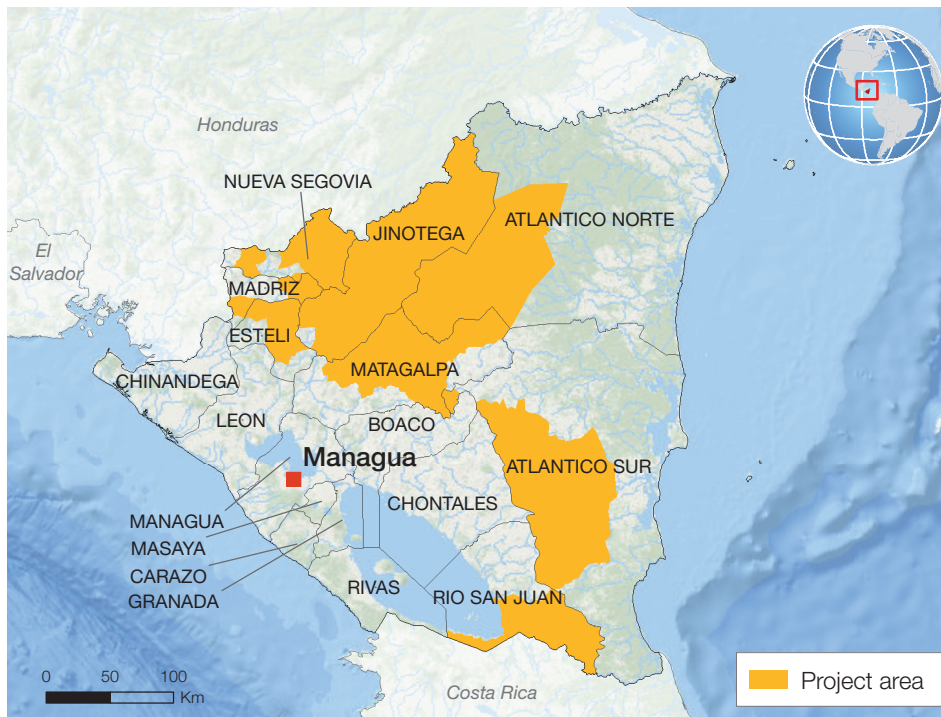 Honduras
NUEVA SEGOVIA
JINOTEGA
ATLANTICO NORTE
El
Salvador
MADRIZ
ESTELI
MATAGALPA
CHINANDEGA
LEON
BOACO
Managua
ATLANTICO SUR
CHONTALES
MANAGUA
MASAYA
CARAZO
GRANADA
RIVAS
RIO SAN JUAN
0 50 100
Km
Costa Rica
Project area